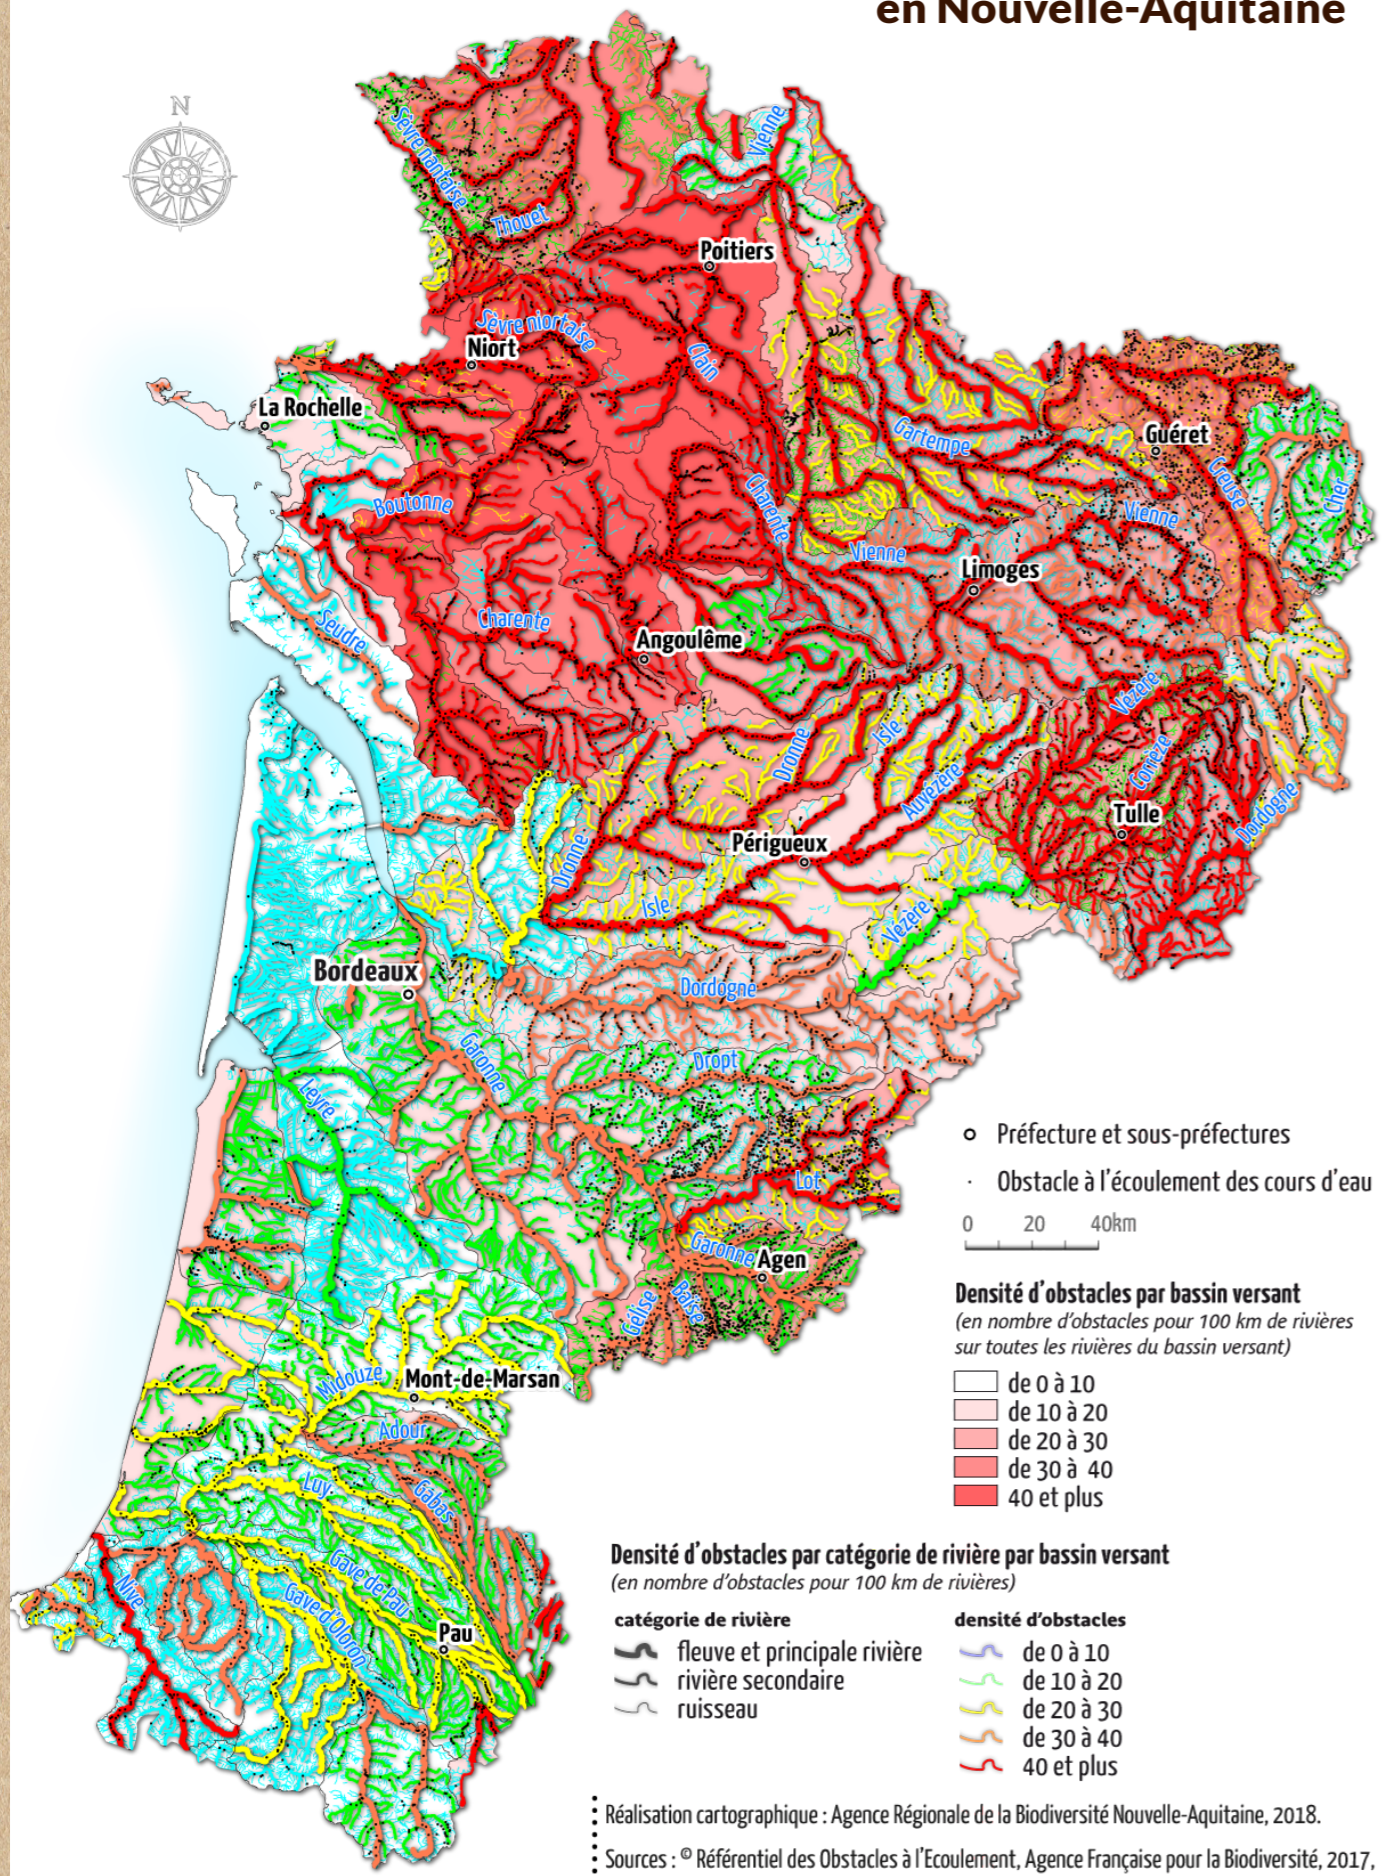 en Nouvelle-Aquitaine
N
Sèvre nantaise
Thouet
Vienne
Poitiers
Sèvre niortaise
Niort
Clain
La Rochelle
Gartempe
Guéret
Creuse
Cher
Boutonne
Charente
Vienne
Vienne
Limoges
Seudre
Charente
Angoulême
Vézère
Dronne
Isle
Corrèze
Auvézère
Tulle
Dordogne
Périgueux
Dronne
Isle
Vézère
Bordeaux
Dordogne
Garonne
Dropt
Leyre
Lot
Garonne
Agen
Gélise
Baïse
Midouze
Mont-de-Marsan
Adour
Luy
Gabas
Gave de Pau
Gave d'Oloron
Nive
Pau
Préfecture et sous-préfectures
Obstacle à l'écoulement des cours d'eau
0 20 40km
Densité d'obstacles par bassin versant
(en nombre d'obstacles pour 100 km de rivières
sur toutes les rivières du bassin versant)
de 0 à 10
de 10 à 20
de 20 à 30
de 30 à 40
40 et plus
Densité d'obstacles par catégorie de rivière par bassin versant
(en nombre d'obstacles pour 100 km de rivières)
catégorie de rivière
fleuve et principale rivière
rivière secondaire
ruisseau
densité d'obstacles
de 0 à 10
de 10 à 20
de 20 à 30
de 30 à 40
40 et plus
Réalisation cartographique : Agence Régionale de la Biodiversité Nouvelle-Aquitaine, 2018.
Sources : © Référentiel des Obstacles à l'Ecoulement, Agence Française pour la Biodiversité, 2017,